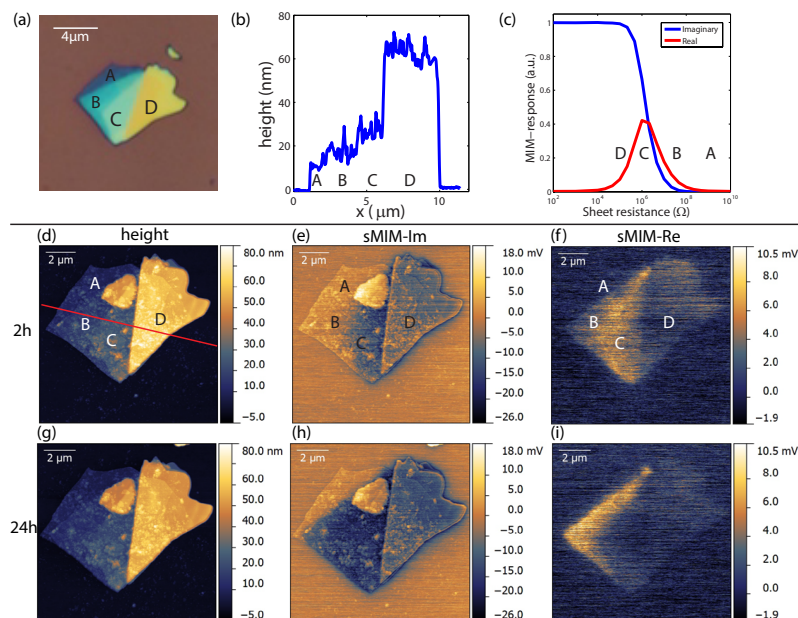 (a)
4µm
A
B
C
D
(b)
height (nm)
80
60
40
20
0
0
5
10
A
B
C
D
x ( µm)
(c)
MIM−response (a.u.)
1
0.8
0.6
0.4
0.2
0
Imaginary
Real
D
C
B
A
10² 10⁴ 10⁶ 10⁸ 10¹⁰
Sheet resistance (Ω)
height
sMIM-Im
sMIM-Re
2h
(d)
2 µm
A
B
C
D
80.0 nm
60.0
50.0
40.0
30.0
20.0
10.0
−5.0
(e)
2 µm
A
B
C
D
18.0 mV
10.0
5.0
0.0
−5.0
−10.0
−15.0
−20.0
−26.0
(f)
2 µm
A
B
C
D
10.5 mV
8.0
6.0
4.0
2.0
0.0
−1.9
24h
(g)
2 µm
80.0 nm
60.0
50.0
40.0
30.0
20.0
10.0
−5.0
(h)
2 µm
18.0 mV
10.0
5.0
0.0
−5.0
−10.0
−15.0
−20.0
−26.0
(i)
2 µm
10.5 mV
8.0
6.0
4.0
2.0
0.0
−1.9